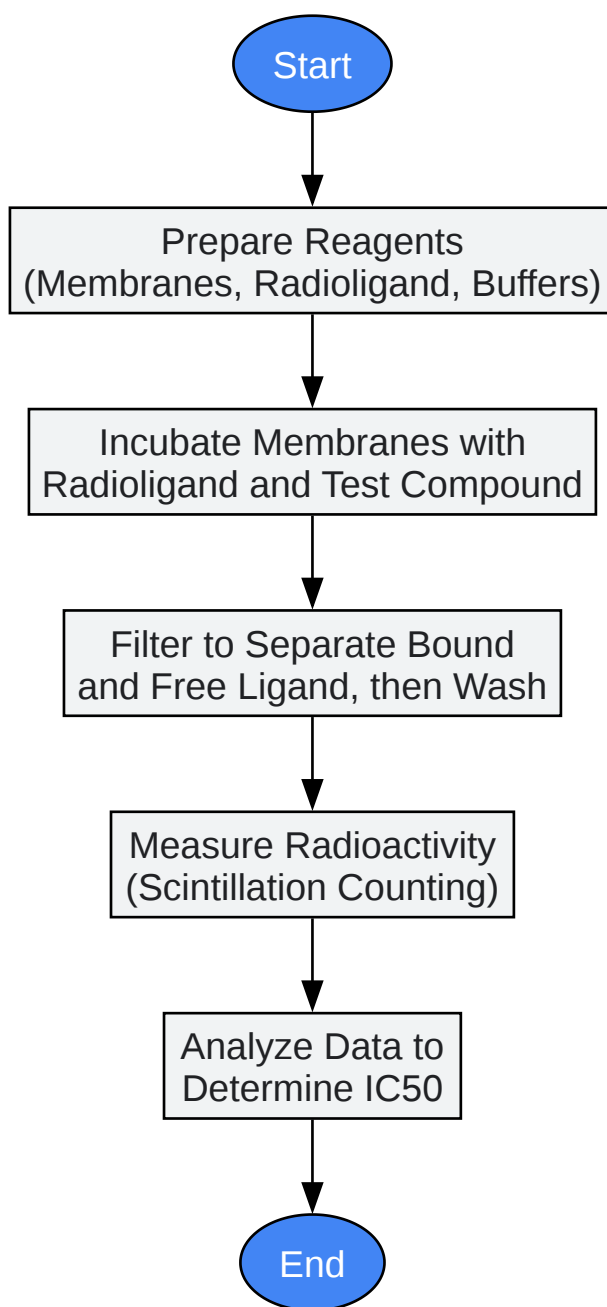 Start
Prepare Reagents
(Membranes, Radioligand, Buffers)
Incubate Membranes with
Radioligand and Test Compound
Filter to Separate Bound
and Free Ligand, then Wash
Measure Radioactivity
(Scintillation Counting)
Analyze Data to
Determine IC50
End